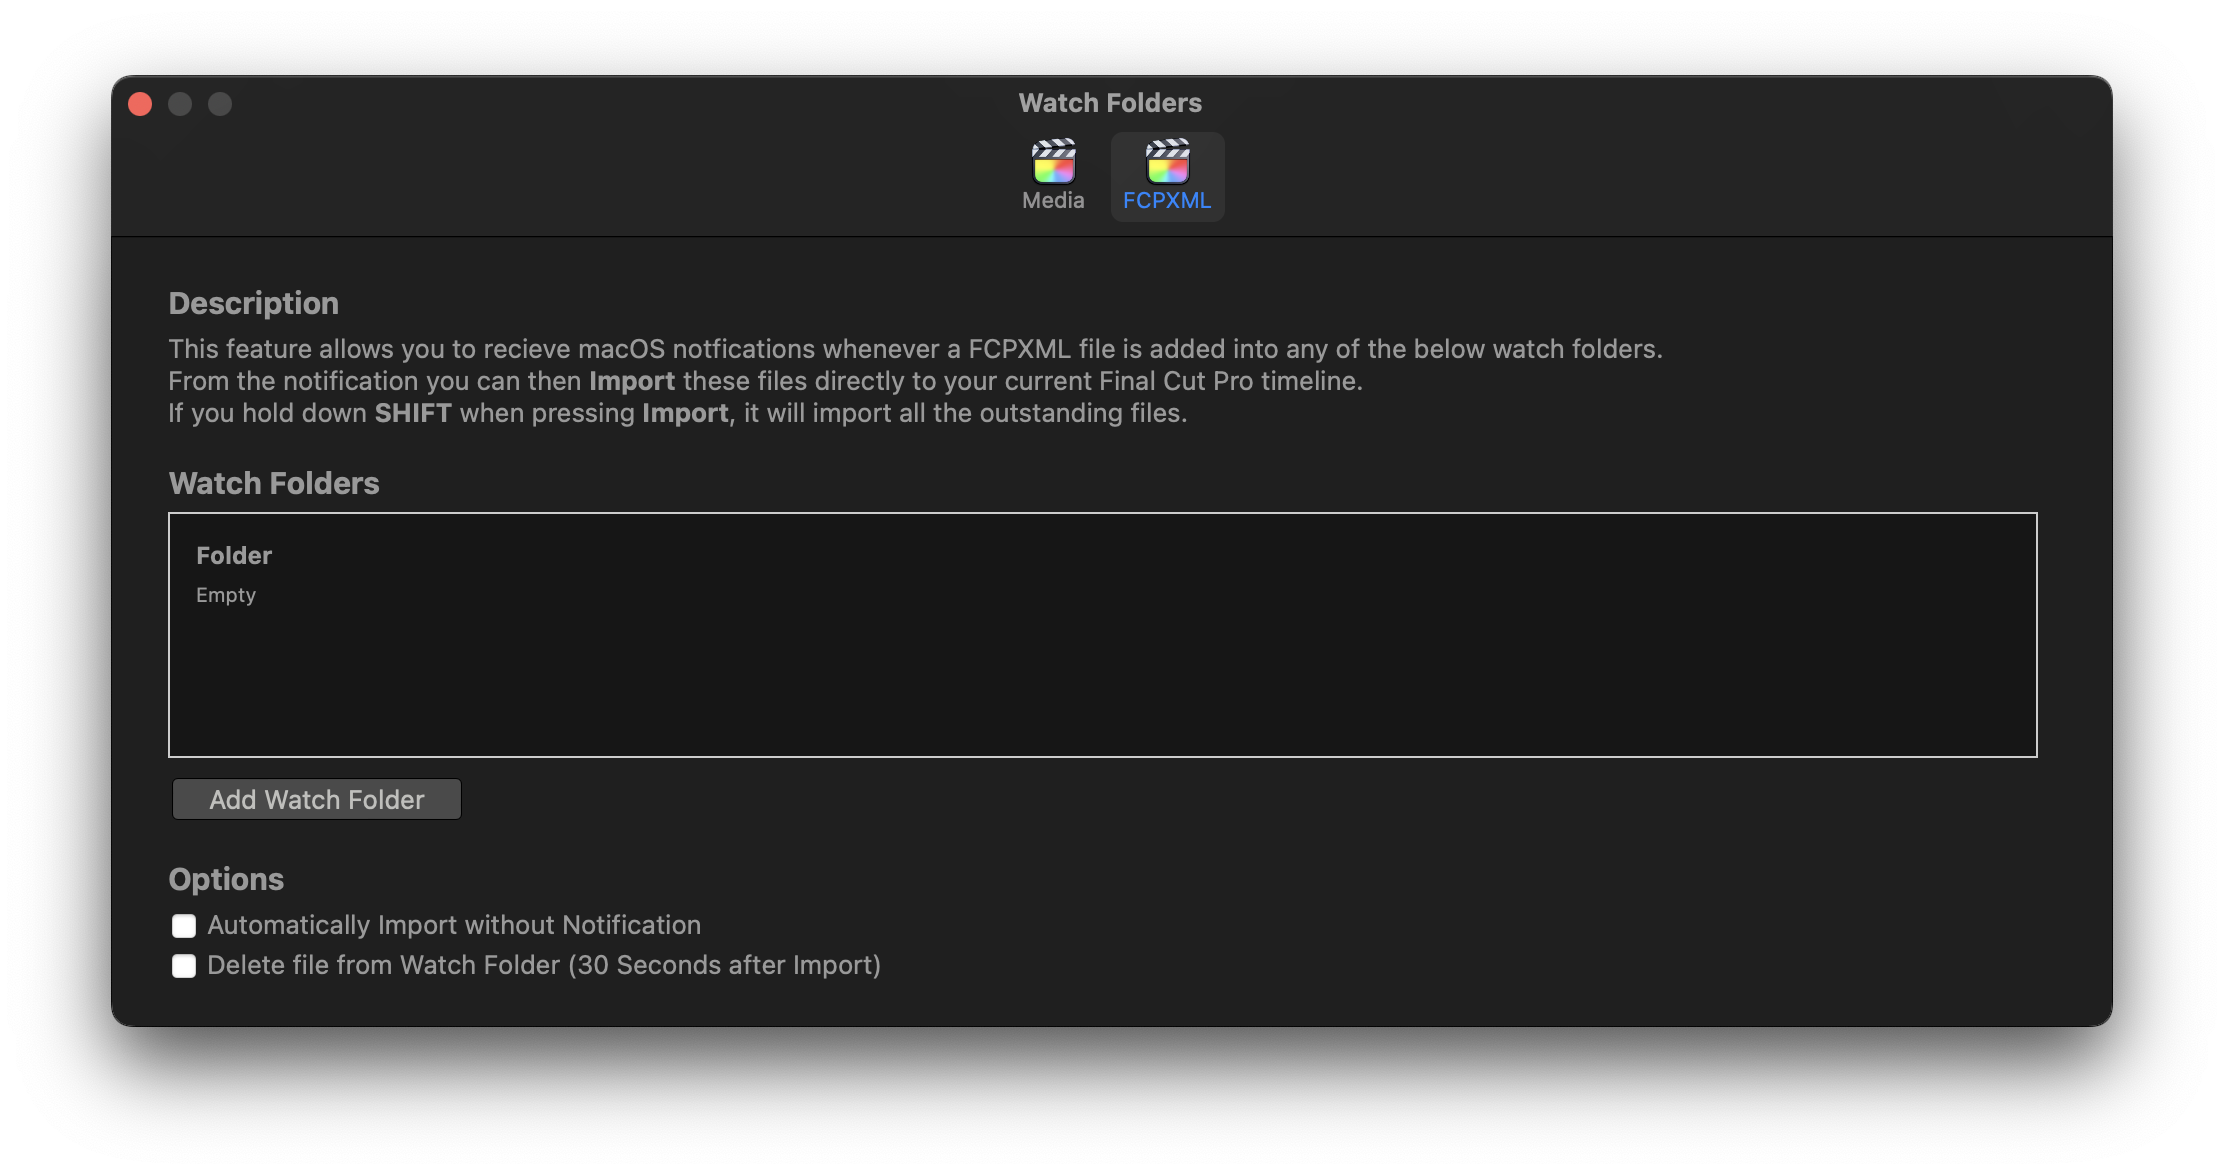 Watch Folders
Media
FCPXML
Description
This feature allows you to recieve macOS notfications whenever a FCPXML file is added into any of the below watch folders.
From the notification you can then Import these files directly to your current Final Cut Pro timeline.
If you hold down SHIFT when pressing Import, it will import all the outstanding files.
Watch Folders
Folder
Empty
Add Watch Folder
Options
Automatically Import without Notification
Delete file from Watch Folder (30 Seconds after Import)